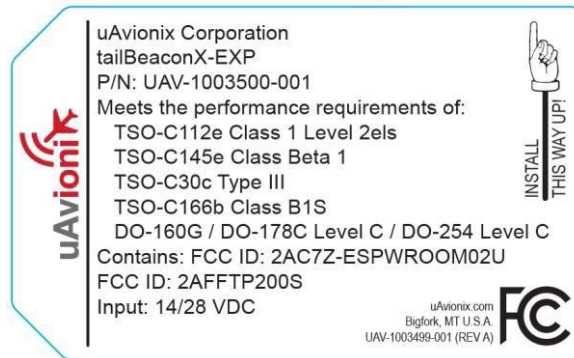 uAvionix
uAvionix Corporation
tailBeaconX-EXP
P/N: UAV-1003500-001
Meets the performance requirements of:
TSO-C112e Class 1 Level 2els
TSO-C145e Class Beta 1
TSO-C30c Type III
TSO-C166b Class B1S
DO-160G / DO-178C Level C / DO-254 Level C
Contains: FCC ID: 2AC7Z-ESPWROOM02U
FCC ID: 2AFFTP200S
Input: 14/28 VDC
INSTALL
THIS WAY UP!
uAvionix.com
Bigfork, MT U.S.A.
UAV-1003499-001 (REV A)
FCC